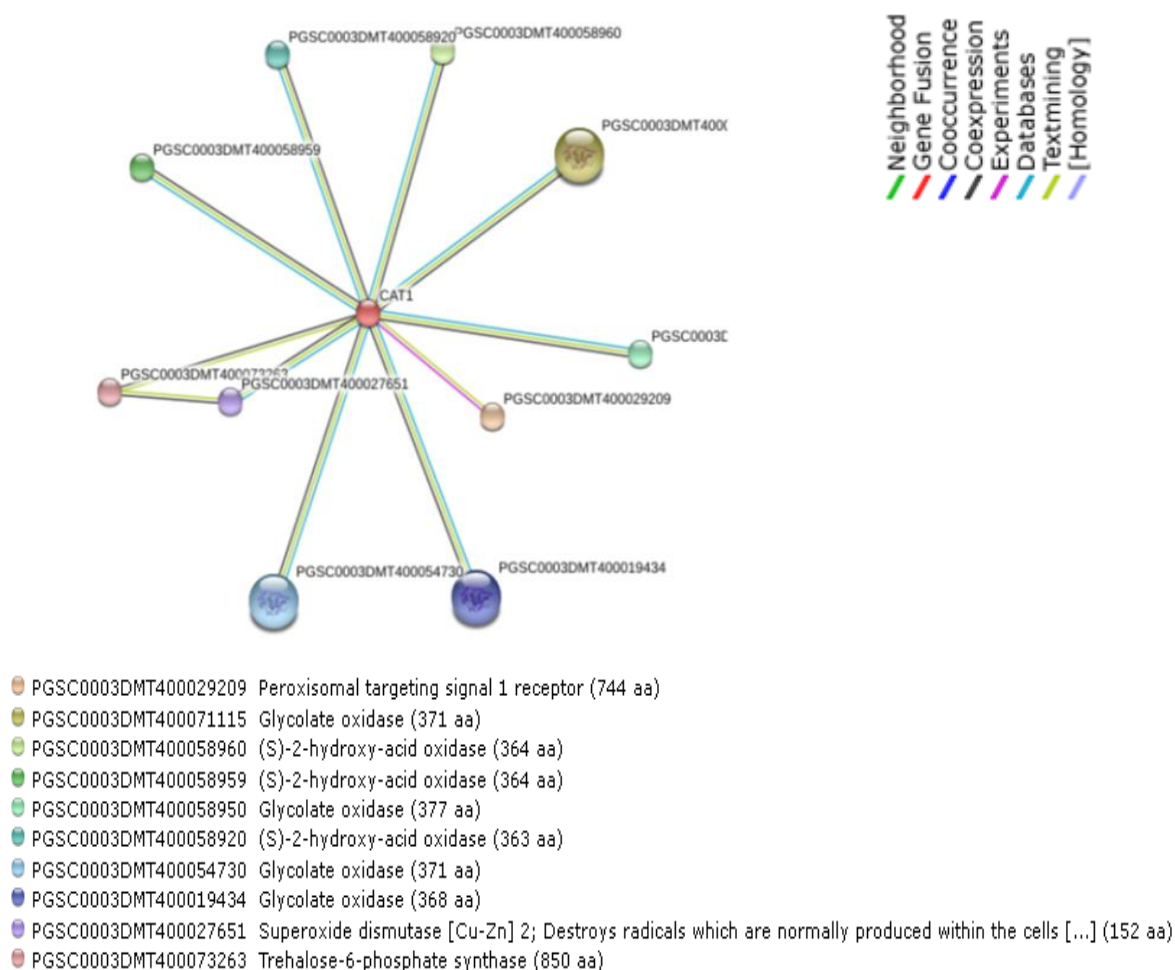 PGSC0003DMT400058920
PGSC0003DMT400058960
PGSC0003DMT400
PGSC0003DMT400058959
CAT1
PGSC0003D
PGSC0003DMT400073263
PGSC0003DMT400027651
PGSC0003DMT400029209
PGSC0003DMT400054730
PGSC0003DMT400019434
Neighborhood
Gene Fusion
Cooccurrence
Coexpression
Experiments
Databases
Textmining
[Homology]
PGSC0003DMT400029209 Peroxisomal targeting signal 1 receptor (744 aa)
PGSC0003DMT400071115 Glycolate oxidase (371 aa)
PGSC0003DMT400058960 (S)-2-hydroxy-acid oxidase (364 aa)
PGSC0003DMT400058959 (S)-2-hydroxy-acid oxidase (364 aa)
PGSC0003DMT400058950 Glycolate oxidase (377 aa)
PGSC0003DMT400058920 (S)-2-hydroxy-acid oxidase (363 aa)
PGSC0003DMT400054730 Glycolate oxidase (371 aa)
PGSC0003DMT400019434 Glycolate oxidase (368 aa)
PGSC0003DMT400027651 Superoxide dismutase [Cu-Zn] 2; Destroys radicals which are normally produced within the cells [...] (152 aa)
PGSC0003DMT400073263 Trehalose-6-phosphate synthase (850 aa)